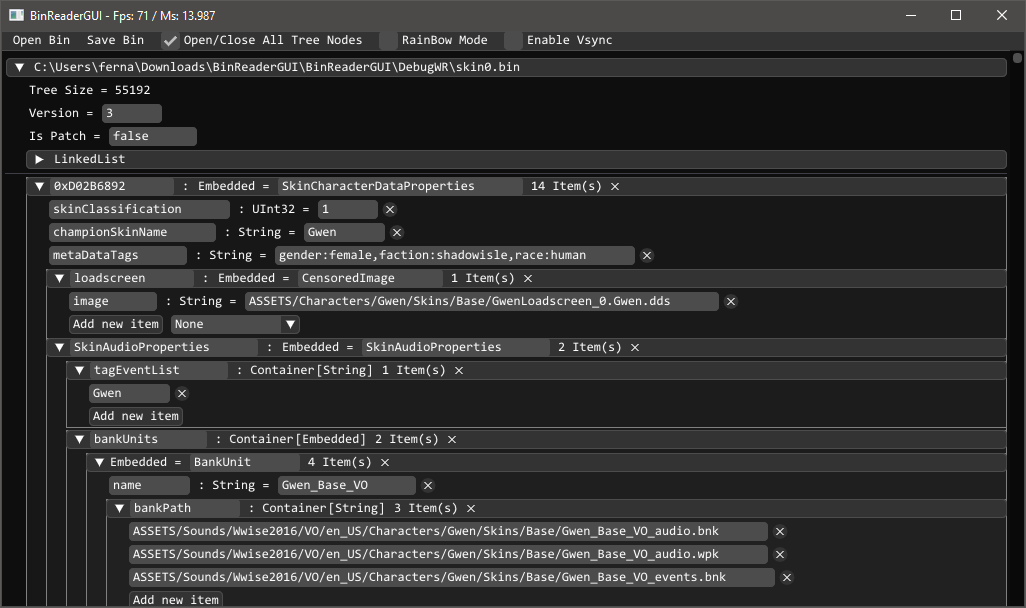 BinReaderGUI - Fps: 71 / Ms: 13.987
Open Bin Save Bin Open/Close All Tree Nodes RainBow Mode Enable Vsync
C:\Users\ferna\Downloads\BinReaderGUI\BinReaderGUI\DebugWR\skin0.bin
Tree Size = 55192
Version = 3
Is Patch = false
LinkedList
0xD02B6892 : Embedded = SkinCharacterDataProperties 14 Item(s)
skinClassification : UInt32 = 1
championSkinName : String = Gwen
metaDataTags : String = gender:female,faction:shadowisle,race:human
loadscreen : Embedded = CensoredImage 1 Item(s)
image : String = ASSETS/Characters/Gwen/Skins/Base/GwenLoadscreen_0.Gwen.dds
Add new item None
SkinAudioProperties : Embedded = SkinAudioProperties 2 Item(s)
tagEventList : Container[String] 1 Item(s)
Gwen
Add new item
bankUnits : Container[Embedded] 2 Item(s)
Embedded = BankUnit 4 Item(s)
name : String = Gwen_Base_VO
bankPath : Container[String] 3 Item(s)
ASSETS/Sounds/Wwise2016/VO/en_US/Characters/Gwen/Skins/Base/Gwen_Base_VO_audio.bnk
ASSETS/Sounds/Wwise2016/VO/en_US/Characters/Gwen/Skins/Base/Gwen_Base_VO_audio.wpk
ASSETS/Sounds/Wwise2016/VO/en_US/Characters/Gwen/Skins/Base/Gwen_Base_VO_events.bnk
Add new item